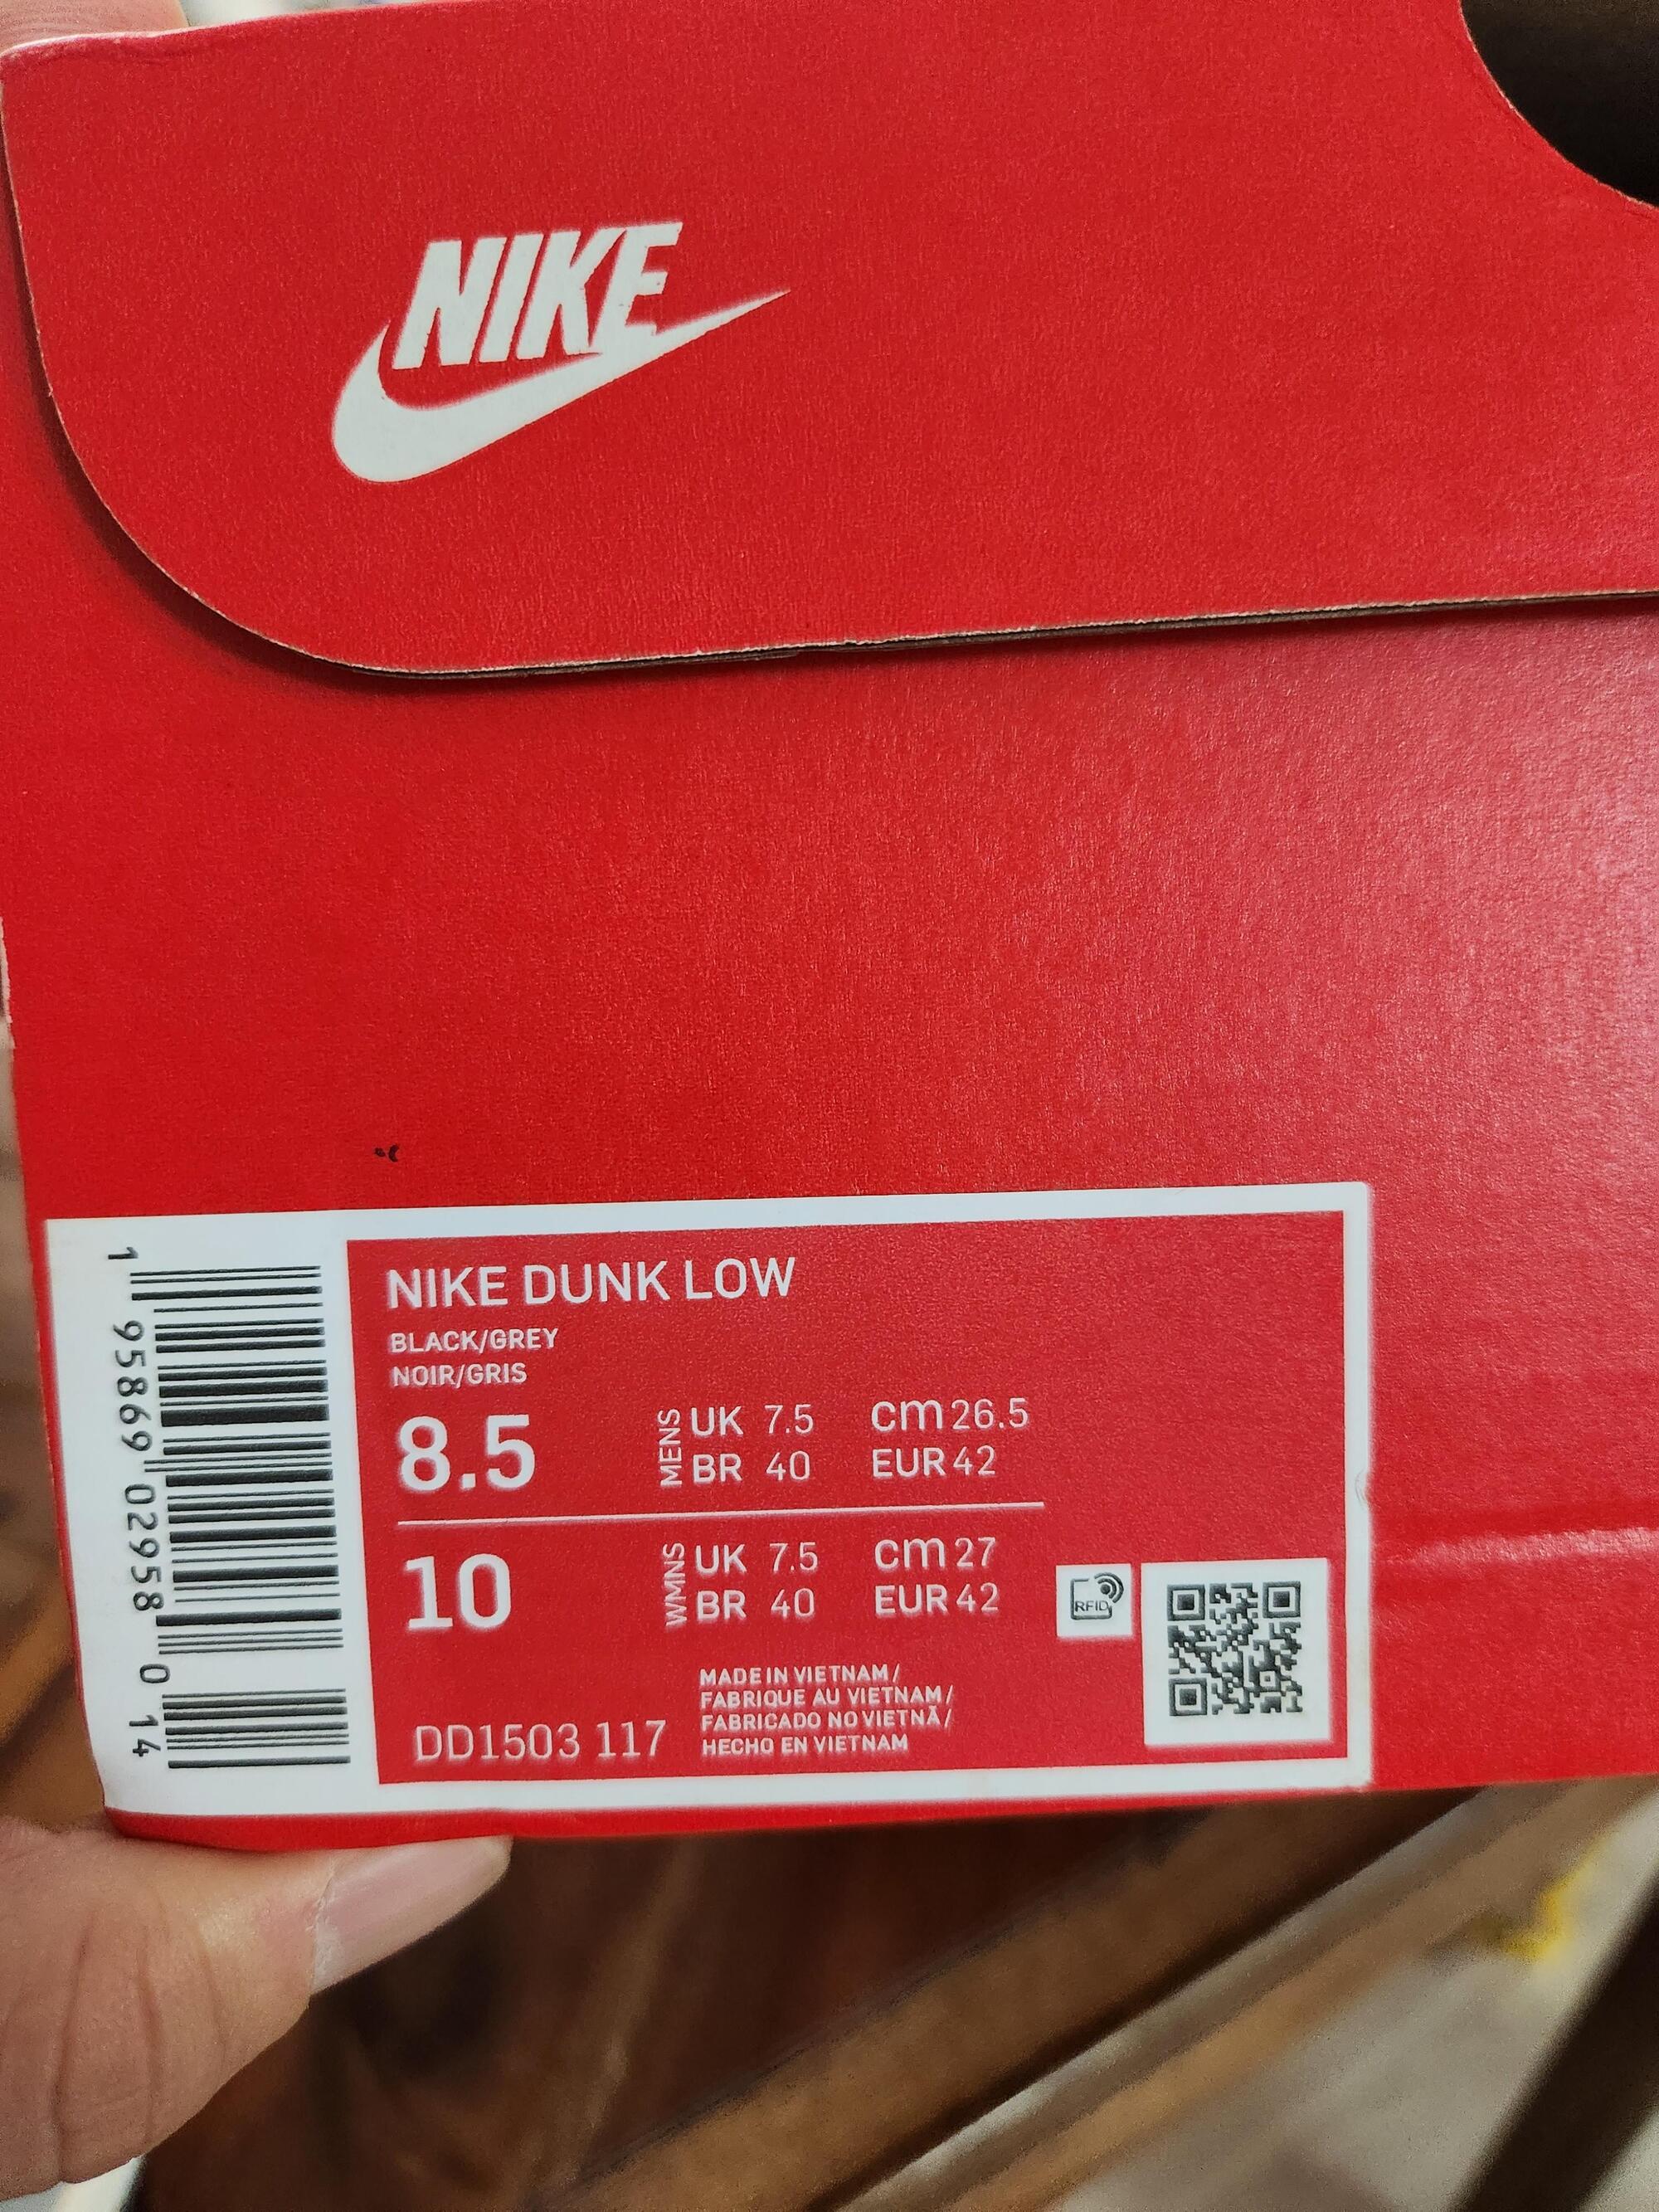 NIKE
NIKE DUNK LOW
BLACK/GREY
NOIR/GRIS
8.5 MENS UK 7.5 cm 26.5
BR 40 EUR 42
10 WMNS UK 7.5 cm 27
BR 40 EUR 42
RFID
MADE IN VIETNAM/
FABRIQUE AU VIETNAM/
FABRICADO NO VIETNÃ/
HECHO EN VIETNAM
DD1503 117
1 95869 02958 0 14